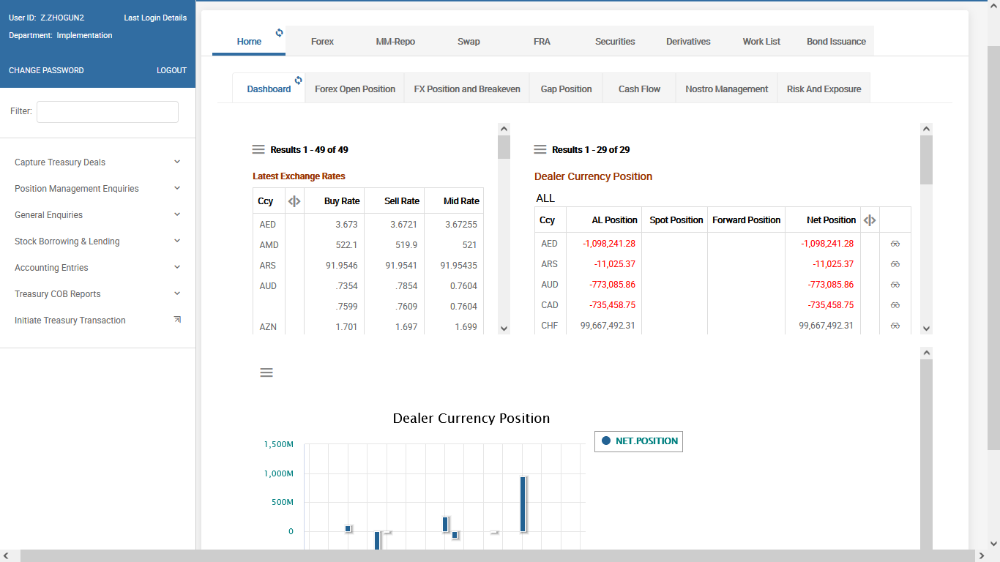 User ID: Z.ZHOGUN2 Last Login Details
Department: Implementation
CHANGE PASSWORD LOGOUT
Filter:
Capture Treasury Deals
Position Management Enquiries
General Enquiries
Stock Borrowing & Lending
Accounting Entries
Treasury COB Reports
Initiate Treasury Transaction
Home Forex MM-Repo Swap FRA Securities Derivatives Work List Bond Issuance
Dashboard Forex Open Position FX Position and Breakeven Gap Position Cash Flow Nostro Management Risk And Exposure
Results 1 - 49 of 49
Latest Exchange Rates
Ccy Buy Rate Sell Rate Mid Rate
AED 3.673 3.6721 3.67255
AMD 522.1 519.9 521
ARS 91.9546 91.9541 91.95435
AUD .7354 .7854 0.7604
.7599 .7609 0.7604
AZN 1.701 1.697 1.699
Results 1 - 29 of 29
Dealer Currency Position
ALL
Ccy AL Position Spot Position Forward Position Net Position
AED -1,098,241.28 -1,098,241.28
ARS -11,025.37 -11,025.37
AUD -773,085.86 -773,085.86
CAD -735,458.75 -735,458.75
CHF 99,667,492.31 99,667,492.31
Dealer Currency Position
NET.POSITION
1,500M
1,000M
500M
0